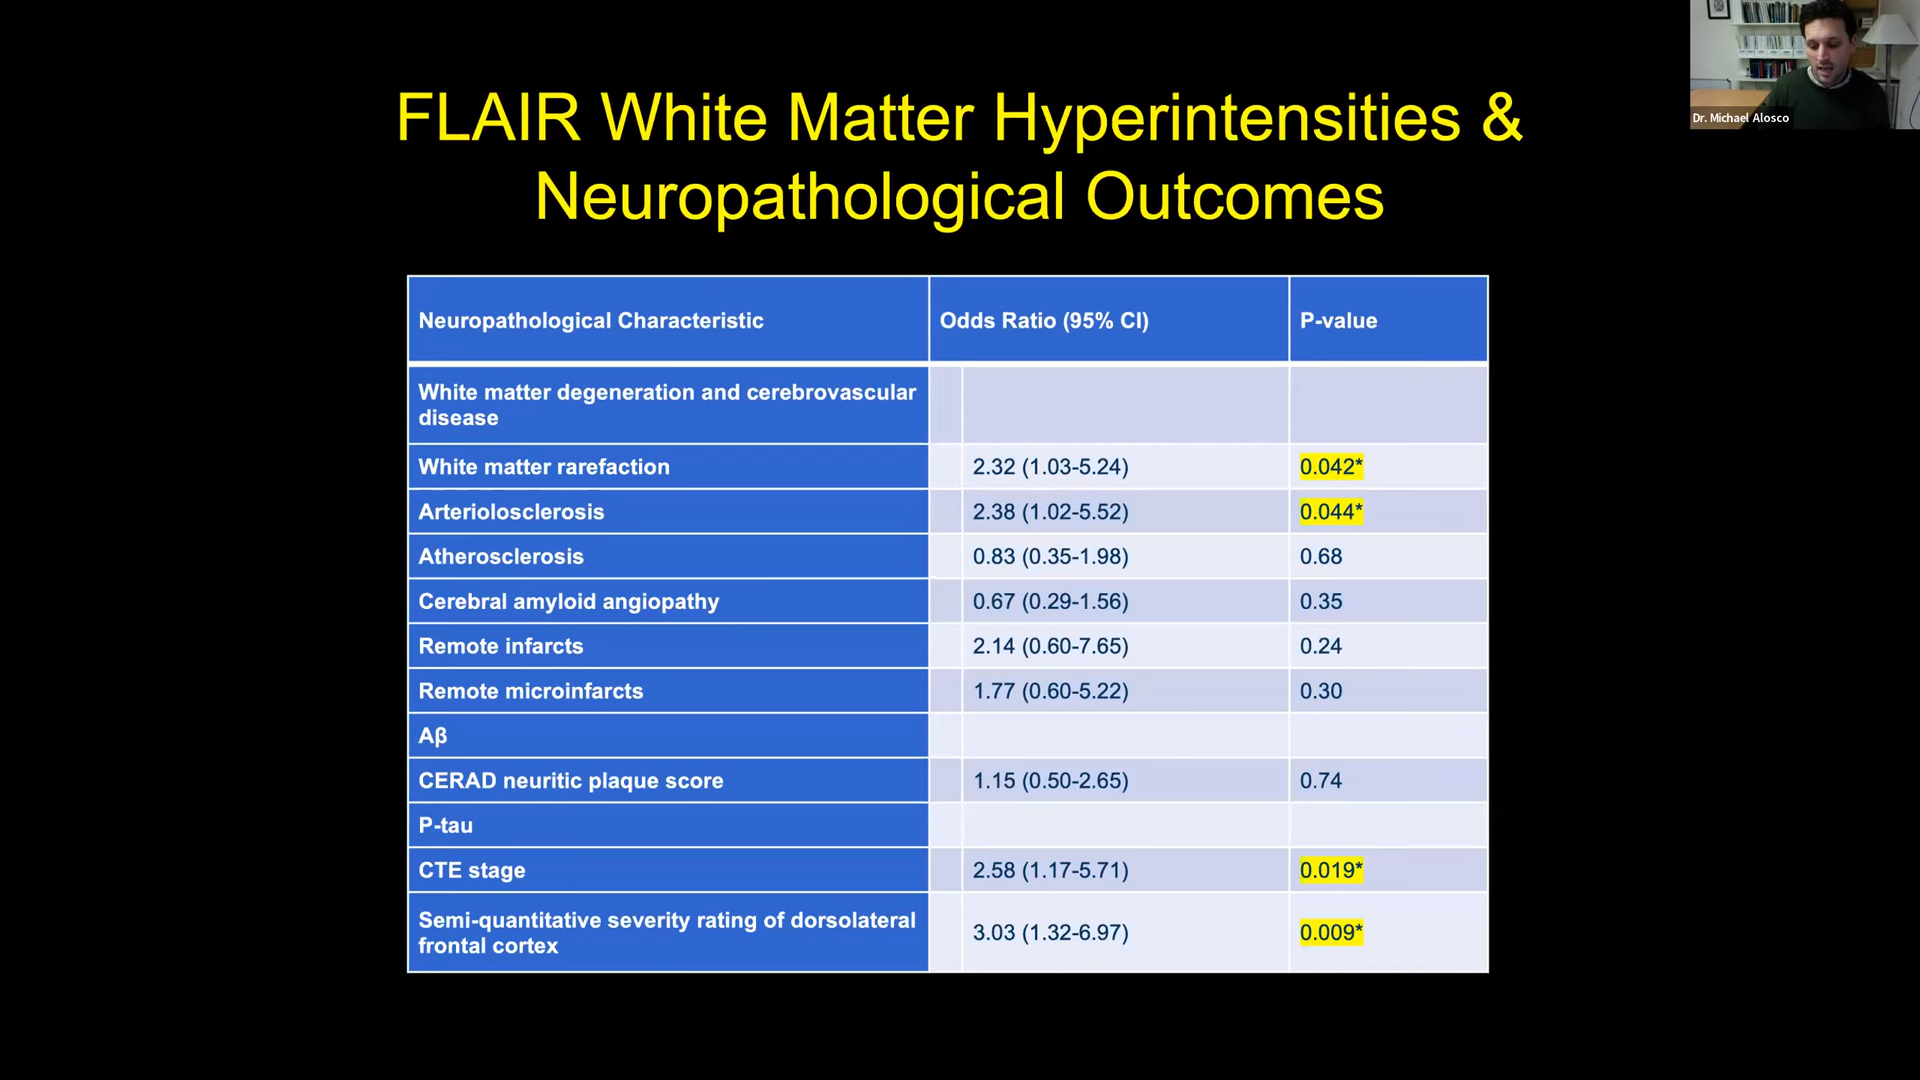 FLAIR White Matter Hyperintensities &
Neuropathological Outcomes
Dr. Michael Alosco
Neuropathological Characteristic Odds Ratio (95% CI) P-value
White matter degeneration and cerebrovascular
disease
White matter rarefaction 2.32 (1.03-5.24) 0.042*
Arteriolosclerosis 2.38 (1.02-5.52) 0.044*
Atherosclerosis 0.83 (0.35-1.98) 0.68
Cerebral amyloid angiopathy 0.67 (0.29-1.56) 0.35
Remote infarcts 2.14 (0.60-7.65) 0.24
Remote microinfarcts 1.77 (0.60-5.22) 0.30
Aβ
CERAD neuritic plaque score 1.15 (0.50-2.65) 0.74
P-tau
CTE stage 2.58 (1.17-5.71) 0.019*
Semi-quantitative severity rating of dorsolateral
frontal cortex 3.03 (1.32-6.97) 0.009*